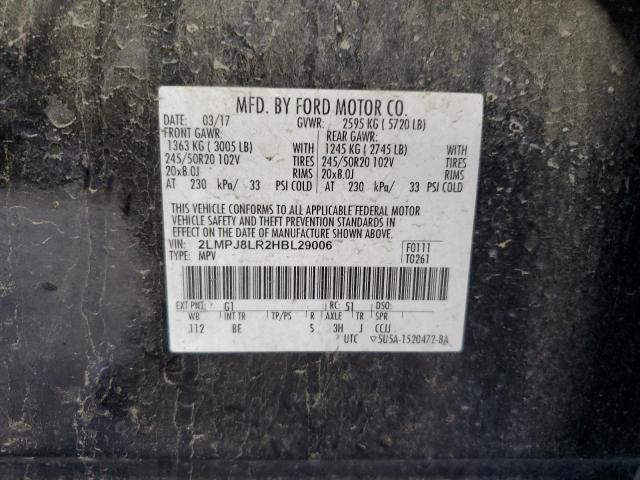 MFD. BY FORD MOTOR CO.
DATE: 03/17 GVWR: 2595 KG ( 5720 LB)
FRONT GAWR: REAR GAWR:
1363 KG ( 3005 LB) WITH 1245 KG ( 2745 LB) WITH
245/50R20 102V TIRES 245/50R20 102V TIRES
20x8.0J RIMS 20x8.0J RIMS
AT 230 kPa/ 33 PSI COLD AT 230 kPa/ 33 PSI COLD
THIS VEHICLE CONFORMS TO ALL APPLICABLE FEDERAL MOTOR
VEHICLE SAFETY AND THEFT PREVENTION STANDARDS IN
EFFECT ON THE DATE OF MANUFACTURE SHOWN ABOVE.
VIN: 2LMPJ8LR2HBL29006 F0111
TYPE: MPV T0261
EXT PNT: G1 RC: 51 DSO:
WB INT TR TP/PS R AXLE TR SPR
J12 BE S 3H J CCJJ
UTC ▽5U5A-1520472-BA